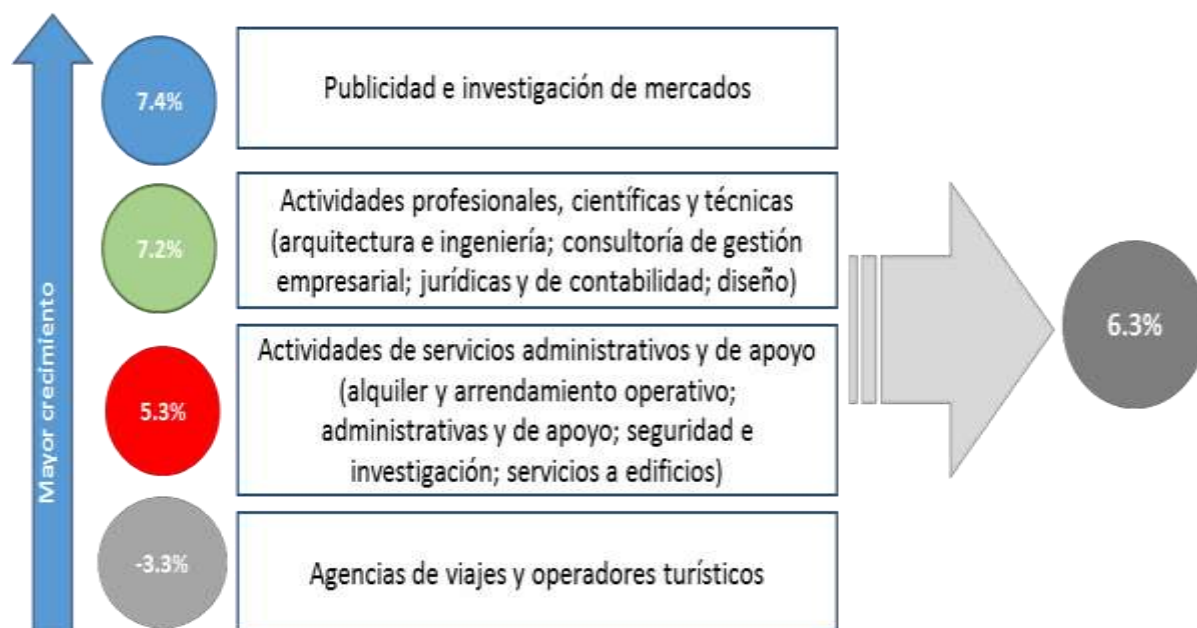 Mayor crecimiento
7.4%
Publicidad e investigación de mercados
7.2%
Actividades profesionales, científicas y técnicas
(arquitectura e ingeniería; consultoría de gestión
empresarial; jurídicas y de contabilidad; diseño)
5.3%
Actividades de servicios administrativos y de apoyo
(alquiler y arrendamiento operativo;
administrativas y de apoyo; seguridad e
investigación; servicios a edificios)
-3.3%
Agencias de viajes y operadores turísticos
6.3%